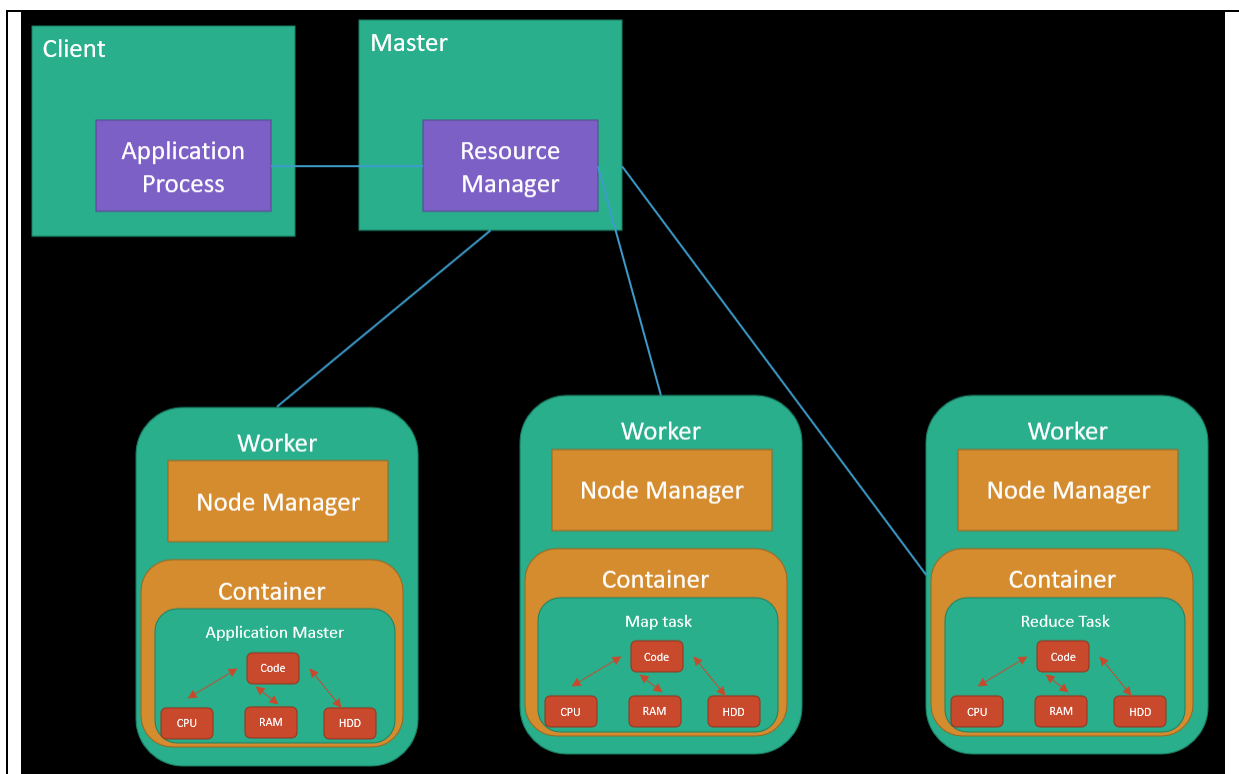 Client
Master
Application
Process
Resource
Manager
Worker
Node Manager
Container
Application Master
Code
CPU
RAM
HDD
Worker
Node Manager
Container
Map task
Code
CPU
RAM
HDD
Worker
Node Manager
Container
Reduce Task
Code
CPU
RAM
HDD